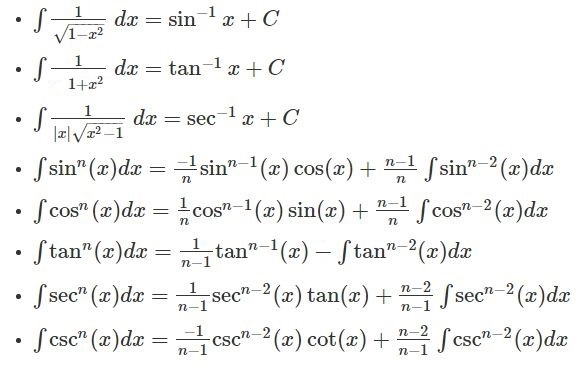 • ∫ 1/√(1−x²) dx = sin⁻¹ x + C
• ∫ 1/(1+x²) dx = tan⁻¹ x + C
• ∫ 1/(|x|√(x²−1)) dx = sec⁻¹ x + C
• ∫ sinⁿ(x)dx = (−1/n) sinⁿ⁻¹(x) cos(x) + ((n−1)/n) ∫ sinⁿ⁻²(x)dx
• ∫ cosⁿ(x)dx = (1/n) cosⁿ⁻¹(x) sin(x) + ((n−1)/n) ∫ cosⁿ⁻²(x)dx
• ∫ tanⁿ(x)dx = (1/(n−1)) tanⁿ⁻¹(x) − ∫ tanⁿ⁻²(x)dx
• ∫ secⁿ(x)dx = (1/(n−1)) secⁿ⁻²(x) tan(x) + ((n−2)/(n−1)) ∫ secⁿ⁻²(x)dx
• ∫ cscⁿ(x)dx = (−1/(n−1)) cscⁿ⁻²(x) cot(x) + ((n−2)/(n−1)) ∫ cscⁿ⁻²(x)dx